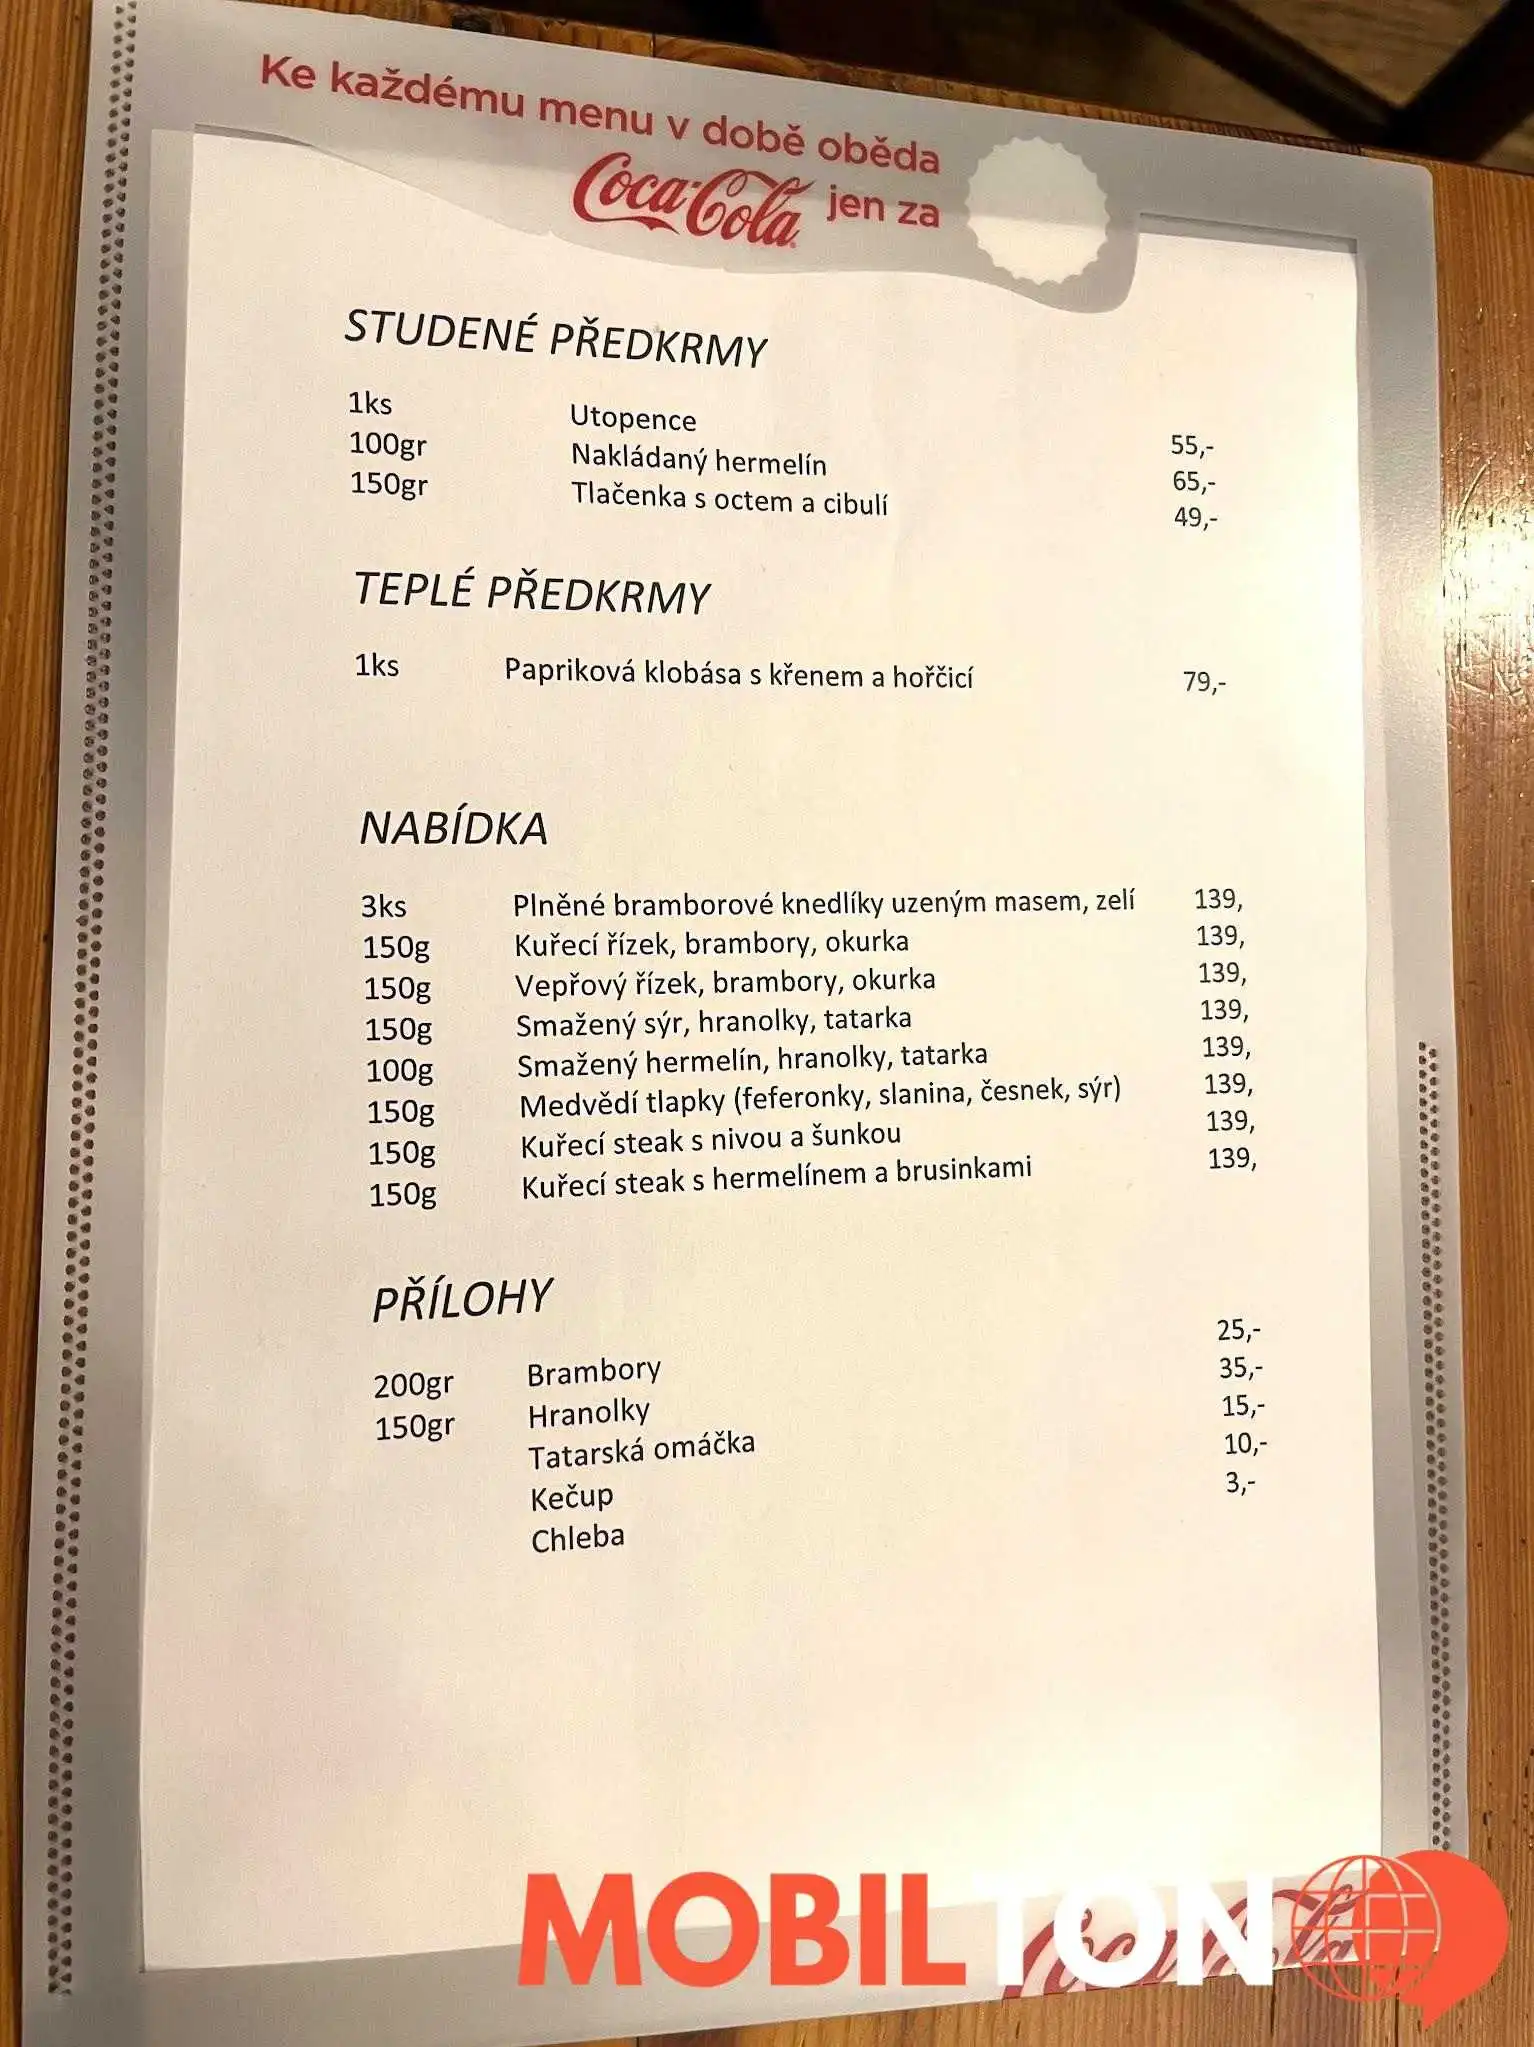 Ke každému menu v době oběda
Coca-Cola jen za
STUDENÉ PŘEDKRMY
1ks Utopence 55,-
100gr Nakládaný hermelín 65,-
150gr Tlačenka s octem a cibulí 49,-
TEPLÉ PŘEDKRMY
1ks Papriková klobása s křenem a hořčicí 79,-
NABÍDKA
3ks Plněné bramborové knedlíky uzeným masem, zelí 139,
150g Kuřecí řízek, brambory, okurka 139,
150g Vepřový řízek, brambory, okurka 139,
150g Smažený sýr, hranolky, tatarka 139,
100g Smažený hermelín, hranolky, tatarka 139,
150g Medvědí tlapky (feferonky, slanina, česnek, sýr) 139,
150g Kuřecí steak s nivou a šunkou 139,
150g Kuřecí steak s hermelínem a brusinkami 139,
PŘÍLOHY
200gr Brambory 25,-
150gr Hranolky 35,-
Tatarská omáčka 15,-
Kečup 10,-
Chleba 3,-
Coca-Cola
MOBILTON